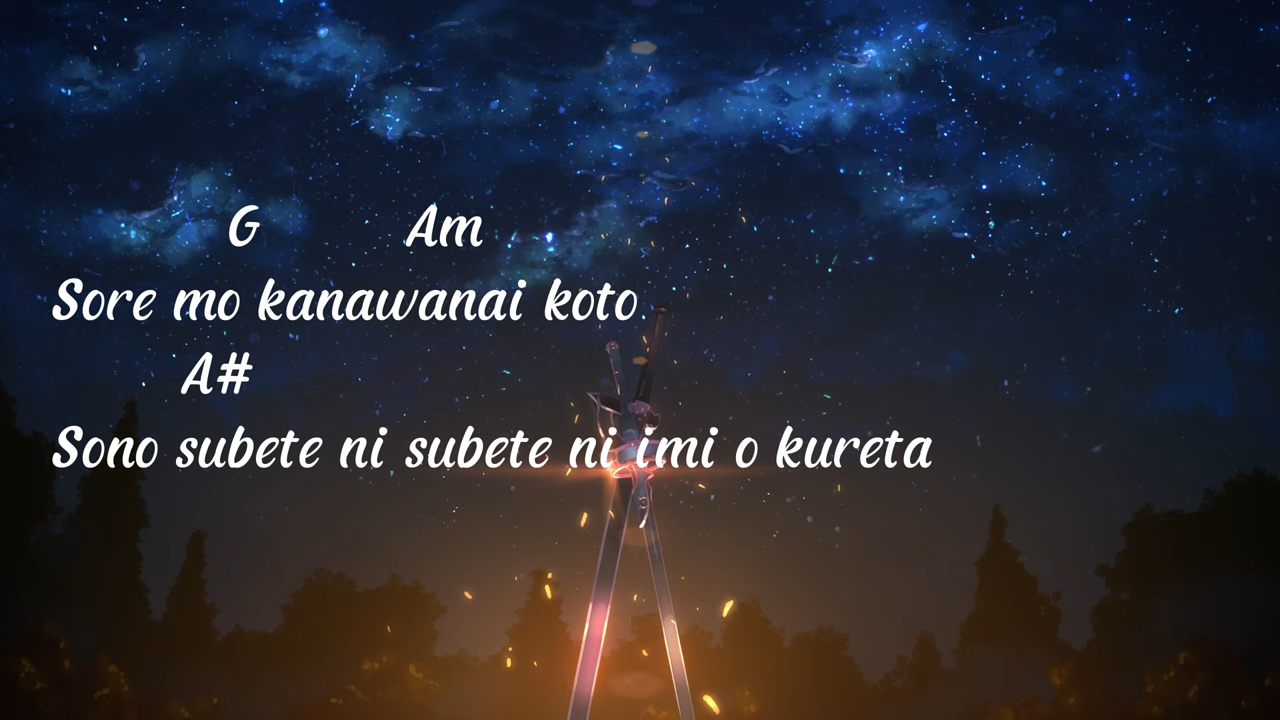 G Am
Sore mo kanawanai koto
A#
Sono subete ni subete ni imi o kureta